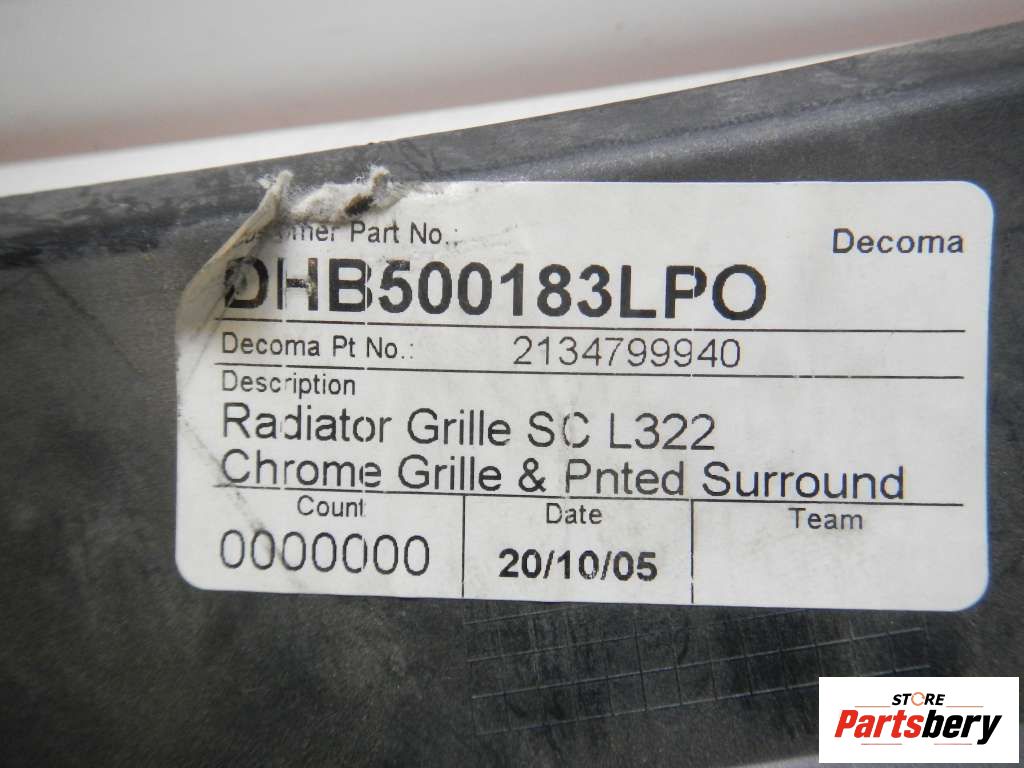 Part No.:
Decoma
DHB500183LPO
Decoma Pt No.: 2134799940
Description
Radiator Grille SC L322
Chrome Grille & Pnted Surround
Count Date Team
0000000 20/10/05
STORE
Partsbery